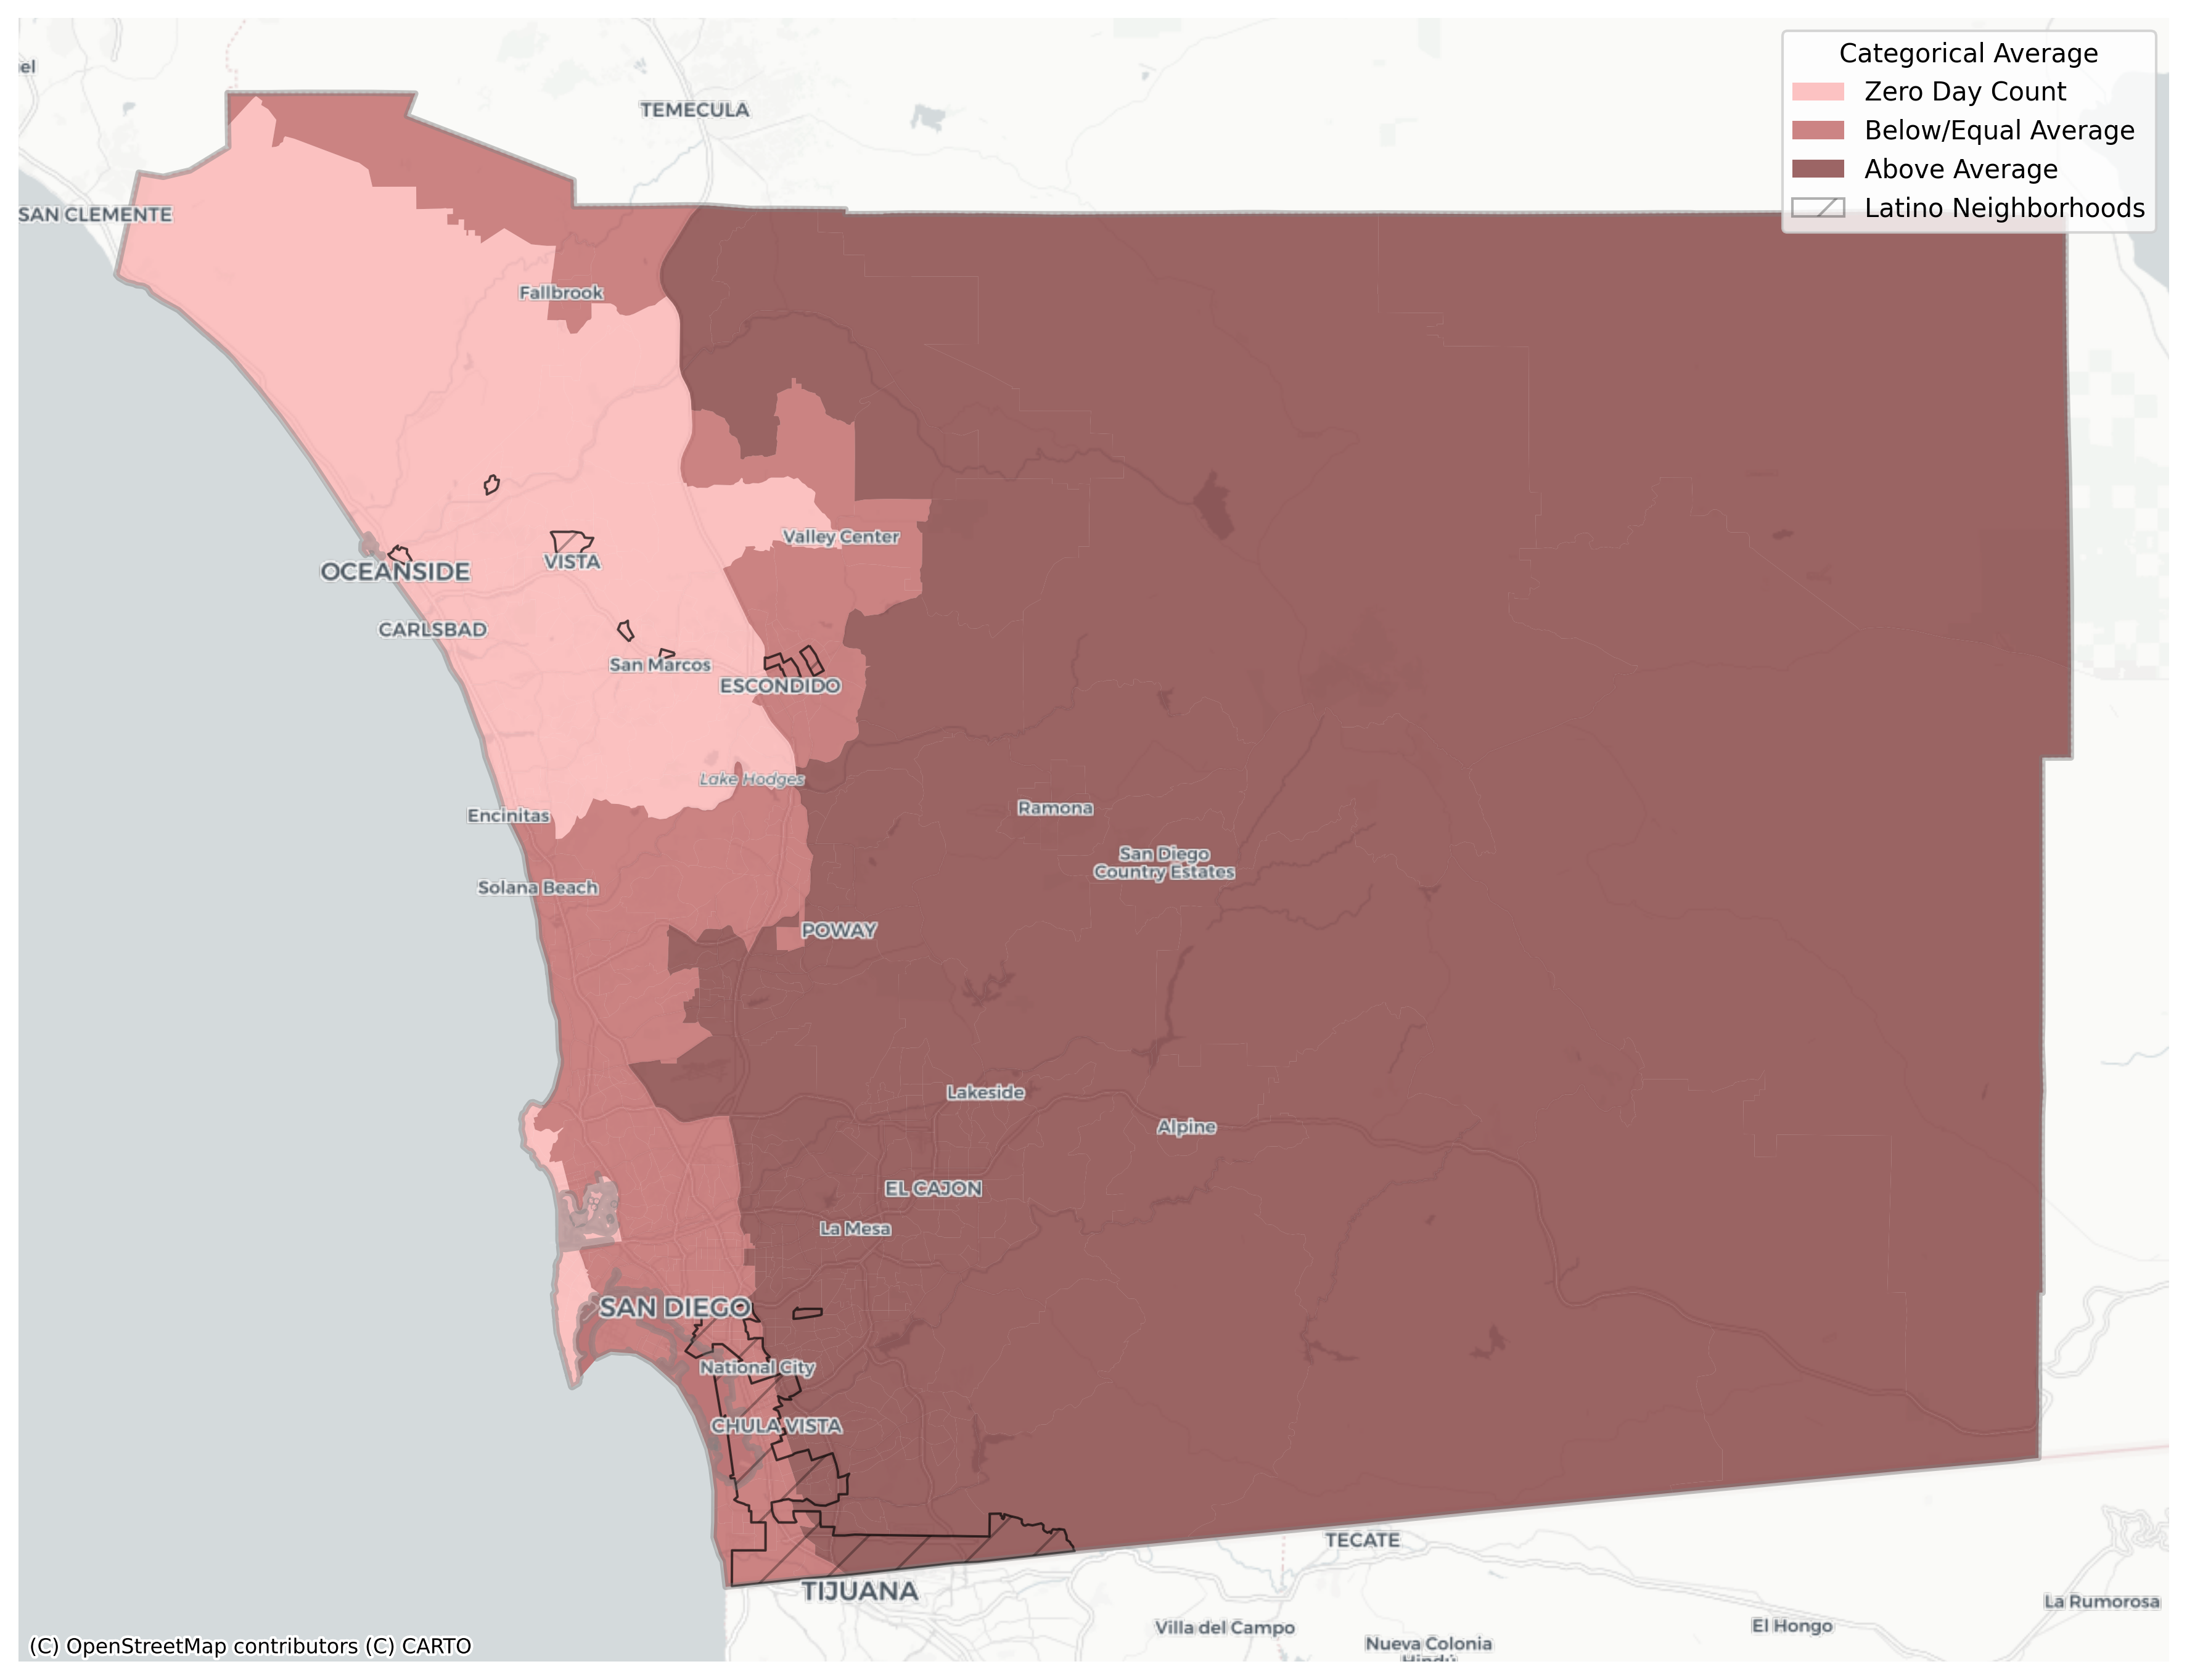 Categorical Average
Zero Day Count
Below/Equal Average
Above Average
Latino Neighborhoods
el
TEMECULA
SAN CLEMENTE
Fallbrook
Valley Center
VISTA
OCEANSIDE
CARLSBAD
San Marcos
ESCONDIDO
Lake Hodges
Encinitas
Ramona
San Diego
Country Estates
Solana Beach
POWAY
Lakeside
Alpine
EL CAJON
La Mesa
SAN DIEGO
National City
CHULA VISTA
TECATE
TIJUANA
La Rumorosa
Villa del Campo
El Hongo
Nueva Colonia
Hindú
(C) OpenStreetMap contributors (C) CARTO